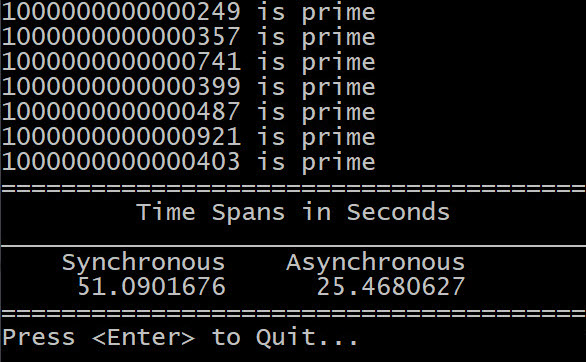 1000000000000249 is prime
1000000000000357 is prime
1000000000000741 is prime
1000000000000399 is prime
1000000000000487 is prime
1000000000000921 is prime
1000000000000403 is prime
=======================================
Time Spans in Seconds
_______________________________________
Synchronous Asynchronous
51.0901676 25.4680627
=======================================
Press <Enter> to Quit...